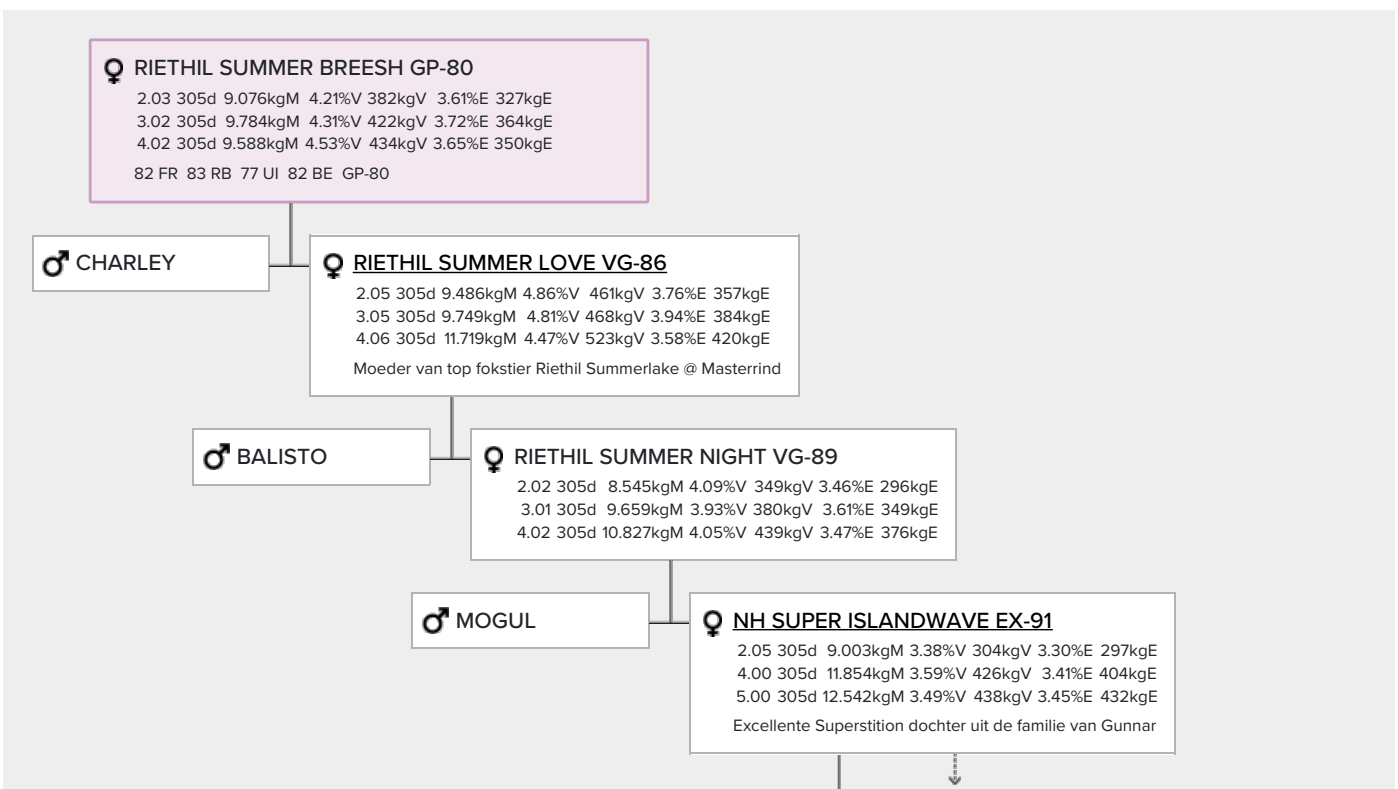 RIETHIL SUMMER BREESH GP-80
2.03 305d 9.076kgM 4.21%V 382kgV 3.61%E 327kgE
3.02 305d 9.784kgM 4.31%V 422kgV 3.72%E 364kgE
4.02 305d 9.588kgM 4.53%V 434kgV 3.65%E 350kgE
82 FR 83 RB 77 UI 82 BE GP-80
CHARLEY
RIETHIL SUMMER LOVE VG-86
2.05 305d 9.486kgM 4.86%V 461kgV 3.76%E 357kgE
3.05 305d 9.749kgM 4.81%V 468kgV 3.94%E 384kgE
4.06 305d 11.719kgM 4.47%V 523kgV 3.58%E 420kgE
Moeder van top fokstier Riethil Summerlake @ Masterrind
BALISTO
RIETHIL SUMMER NIGHT VG-89
2.02 305d 8.545kgM 4.09%V 349kgV 3.46%E 296kgE
3.01 305d 9.659kgM 3.93%V 380kgV 3.61%E 349kgE
4.02 305d 10.827kgM 4.05%V 439kgV 3.47%E 376kgE
MOGUL
NH SUPER ISLANDWAVE EX-91
2.05 305d 9.003kgM 3.38%V 304kgV 3.30%E 297kgE
4.00 305d 11.854kgM 3.59%V 426kgV 3.41%E 404kgE
5.00 305d 12.542kgM 3.49%V 438kgV 3.45%E 432kgE
Excellente Superstition dochter uit de familie van Gunnar